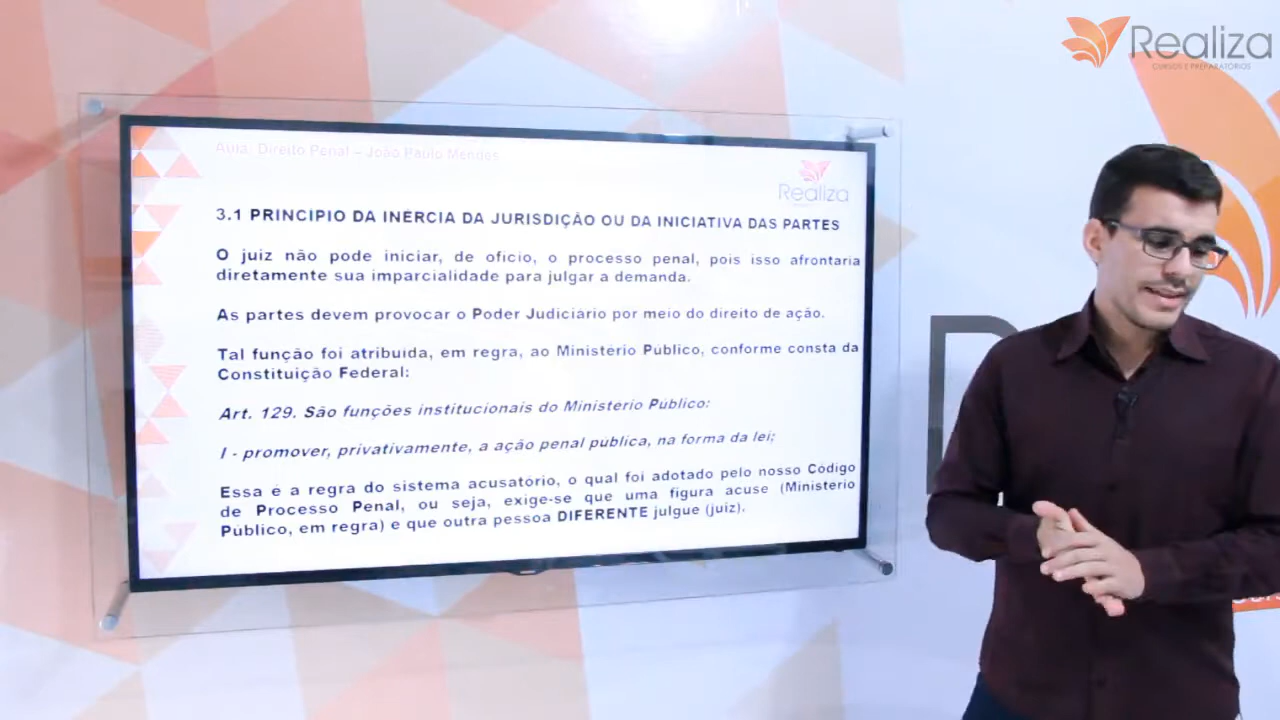 Realiza
CURSOS E PREPARATÓRIOS
Aula: Direito Penal – João Paulo Mendes
Realiza
3.1 PRINCÍPIO DA INÉRCIA DA JURISDIÇÃO OU DA INICIATIVA DAS PARTES
O juiz não pode iniciar, de ofício, o processo penal, pois isso afrontaria
diretamente sua imparcialidade para julgar a demanda.
As partes devem provocar o Poder Judiciário por meio do direito de ação.
Tal função foi atribuída, em regra, ao Ministério Público, conforme consta da
Constituição Federal:
Art. 129. São funções institucionais do Ministério Público:
I - promover, privativamente, a ação penal pública, na forma da lei;
Essa é a regra do sistema acusatório, o qual foi adotado pelo nosso Código
de Processo Penal, ou seja, exige-se que uma figura acuse (Ministério
Público, em regra) e que outra pessoa DIFERENTE julgue (juiz).